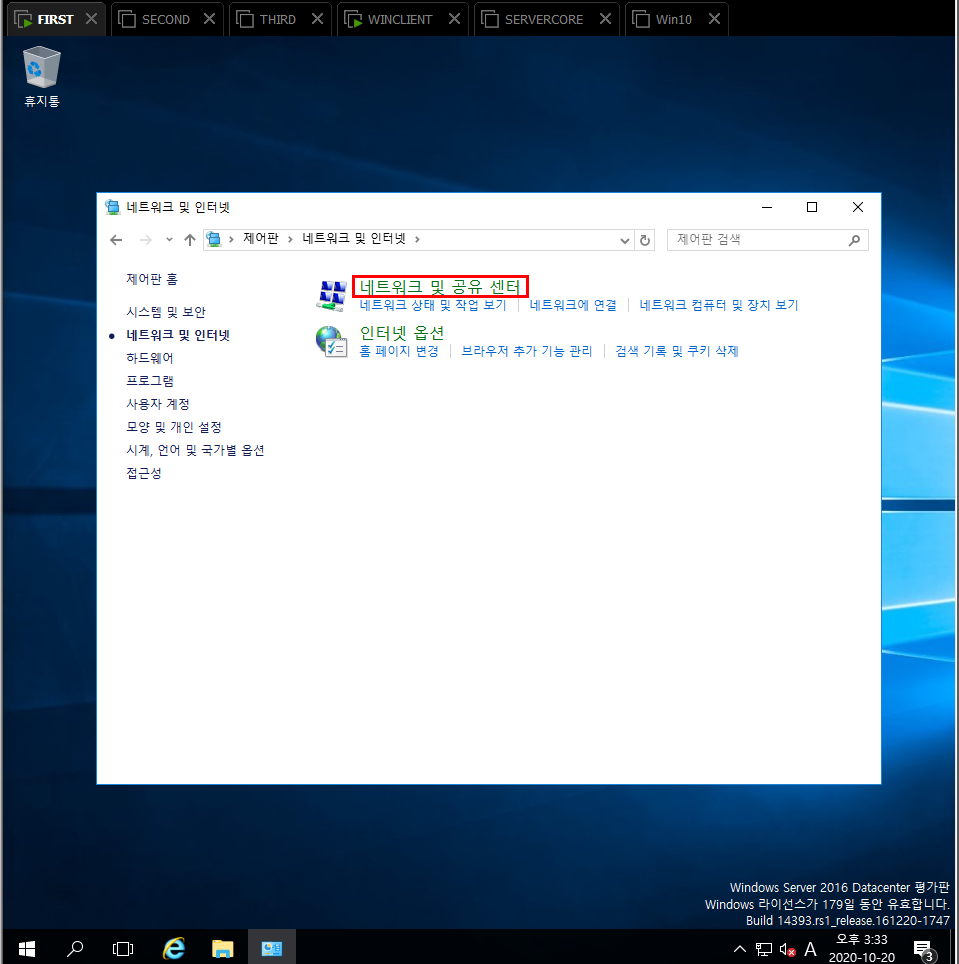 FIRST
SECOND
THIRD
WINCLIENT
SERVERCORE
Win10
휴지통
네트워크 및 인터넷
제어판 > 네트워크 및 인터넷 >
제어판 검색
제어판 홈
시스템 및 보안
네트워크 및 인터넷
하드웨어
프로그램
사용자 계정
모양 및 개인 설정
시계, 언어 및 국가별 옵션
접근성
네트워크 및 공유 센터
네트워크 상태 및 작업 보기 네트워크에 연결 네트워크 컴퓨터 및 장치 보기
인터넷 옵션
홈 페이지 변경 브라우저 추가 기능 관리 검색 기록 및 쿠키 삭제
Windows Server 2016 Datacenter 평가판
Windows 라이선스가 179일 동안 유효합니다.
Build 14393.rs1_release.161220-1747
A
오후 3:33
2020-10-20
3